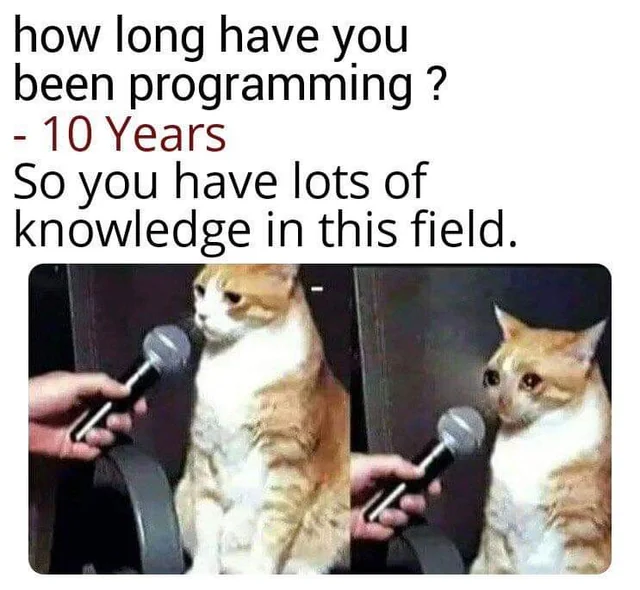 how long have you
been programming ?
- 10 Years
So you have lots of
knowledge in this field.